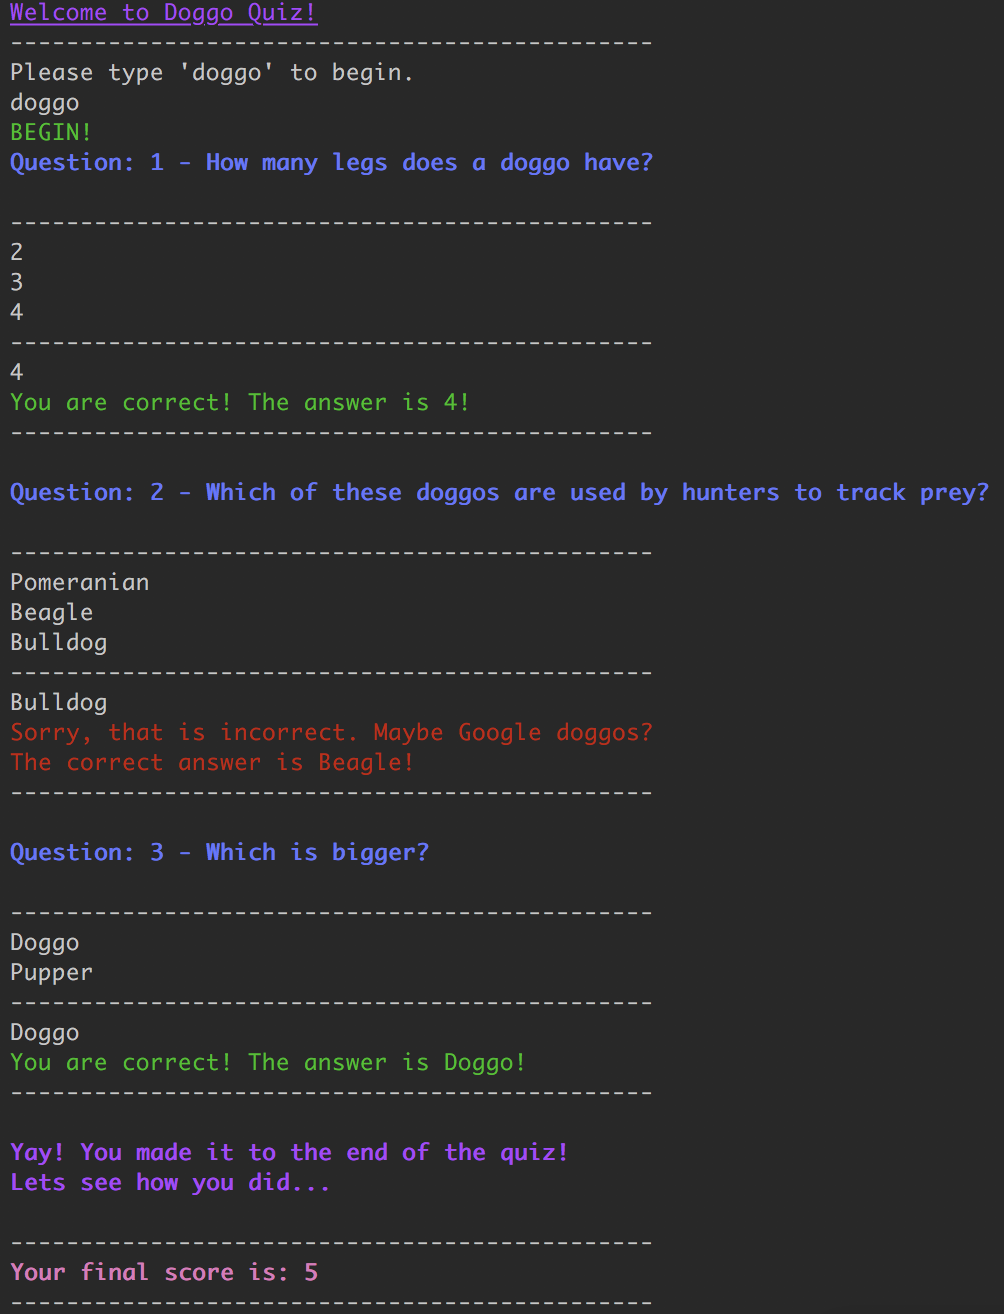 Welcome to Doggo Quiz!
----------------------------------------------
Please type 'doggo' to begin.
doggo
BEGIN!
Question: 1 - How many legs does a doggo have?
----------------------------------------------
2
3
4
----------------------------------------------
4
You are correct! The answer is 4!
----------------------------------------------
Question: 2 - Which of these doggos are used by hunters to track prey?
----------------------------------------------
Pomeranian
Beagle
Bulldog
----------------------------------------------
Bulldog
Sorry, that is incorrect. Maybe Google doggos?
The correct answer is Beagle!
----------------------------------------------
Question: 3 - Which is bigger?
----------------------------------------------
Doggo
Pupper
----------------------------------------------
Doggo
You are correct! The answer is Doggo!
----------------------------------------------
Yay! You made it to the end of the quiz!
Lets see how you did...
----------------------------------------------
Your final score is: 5
----------------------------------------------